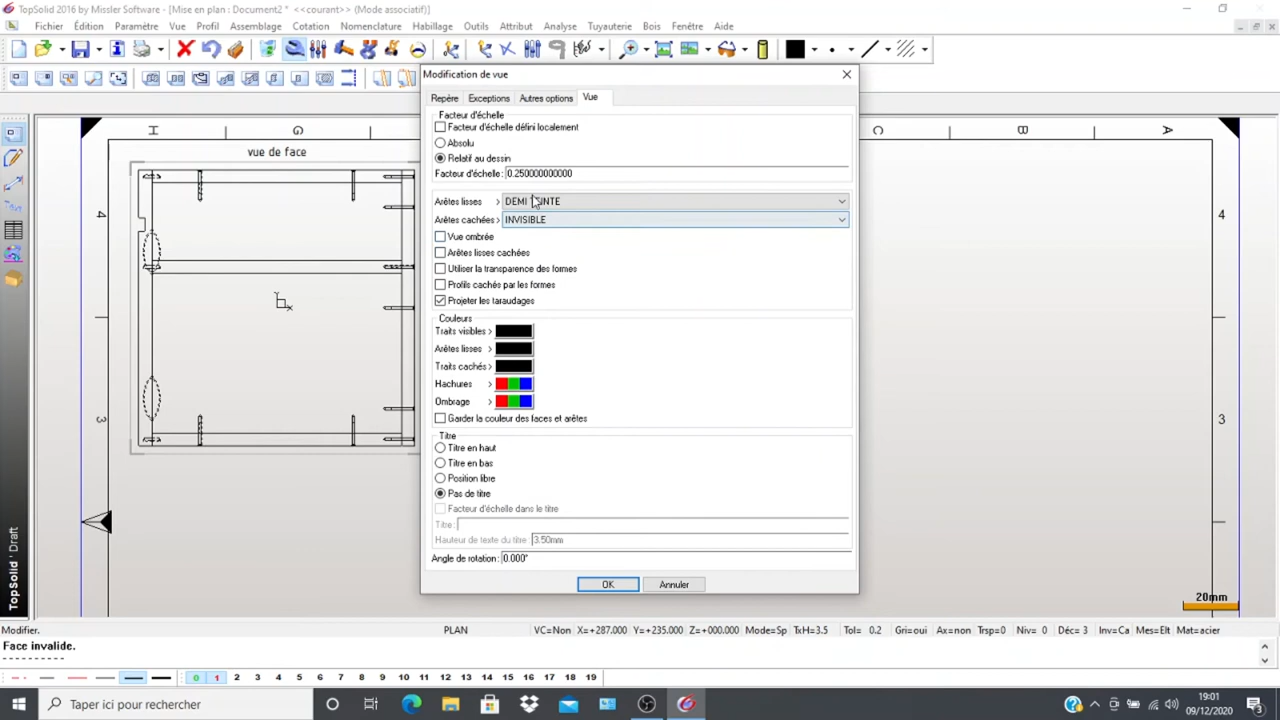 TopSolid 2016 by Missler Software - [Mise en plan : Document2 * <<courant>> (Mode associatif)]
Fichier Édition Paramètre Vue Profil Assemblage Outils Attribut Analyse Tuyauterie Bois Fenêtre Aide
Cotation Nomenclature Habillage
Modification de vue
Repère Exceptions Autres options Vue
Facteur d'échelle
Facteur d'échelle défini localement
Absolu
Relatif au dessin
Facteur d'échelle: 0.250000000000
Arêtes lisses > DEMI TEINTE
Arêtes cachées > INVISIBLE
Vue ombrée
Arêtes lisses cachées
Utiliser la transparence des formes
Profils cachés par les formes
Projeter les taraudages
Couleurs
Traits visibles >
Arêtes lisses >
Traits cachés >
Hachures >
Ombrage >
Garder la couleur des faces et arêtes
Titre
Titre en haut
Titre en bas
Position libre
Pas de titre
Facteur d'échelle dans le titre
Titre:
Hauteur de texte du titre: 3.50mm
Angle de rotation: 0.000°
OK Annuler
H G C B A
vue de face
4 4
3 3
Y
X
TopSolid ' Draft
20mm
Modifier. PLAN VC=Non X=+287.000 Y=+235.000 Z=+000.000 Mode=Sp TxH=3.5 Tol= 0.2 Gri=oui Ax=non Trsp=0 Niv= 0 Déc= 3 Inv=Ca Mes=Elt Mat=acier
Face invalide.
----------
0 1 2 3 4 5 6 7 8 9 10 11 12 13 14 15 16 17 18 19
Taper ici pour rechercher
19:01
09/12/2020
3